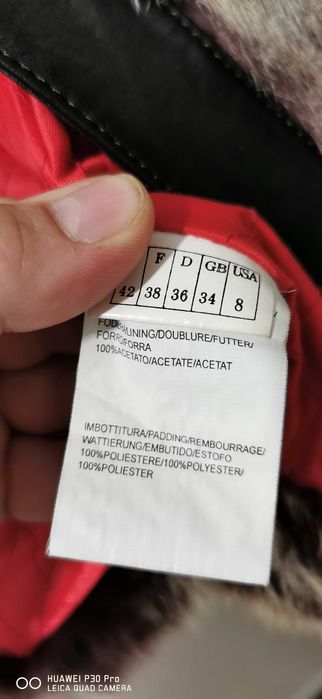 F D GB USA
42 38 36 34 8
FODERA/LINING/DOUBLURE/FUTTER/
FORRO/FORRA
100%ACETATO/ACETATE/ACETAT
IMBOTTITURA/PADDING/REMBOURRAGE/
WATTIERUNG/EMBUTIDO/ESTOFO
100%POLIESTERE/100%POLYESTER/
100%POLIESTER
HUAWEI P30 Pro
LEICA QUAD CAMERA